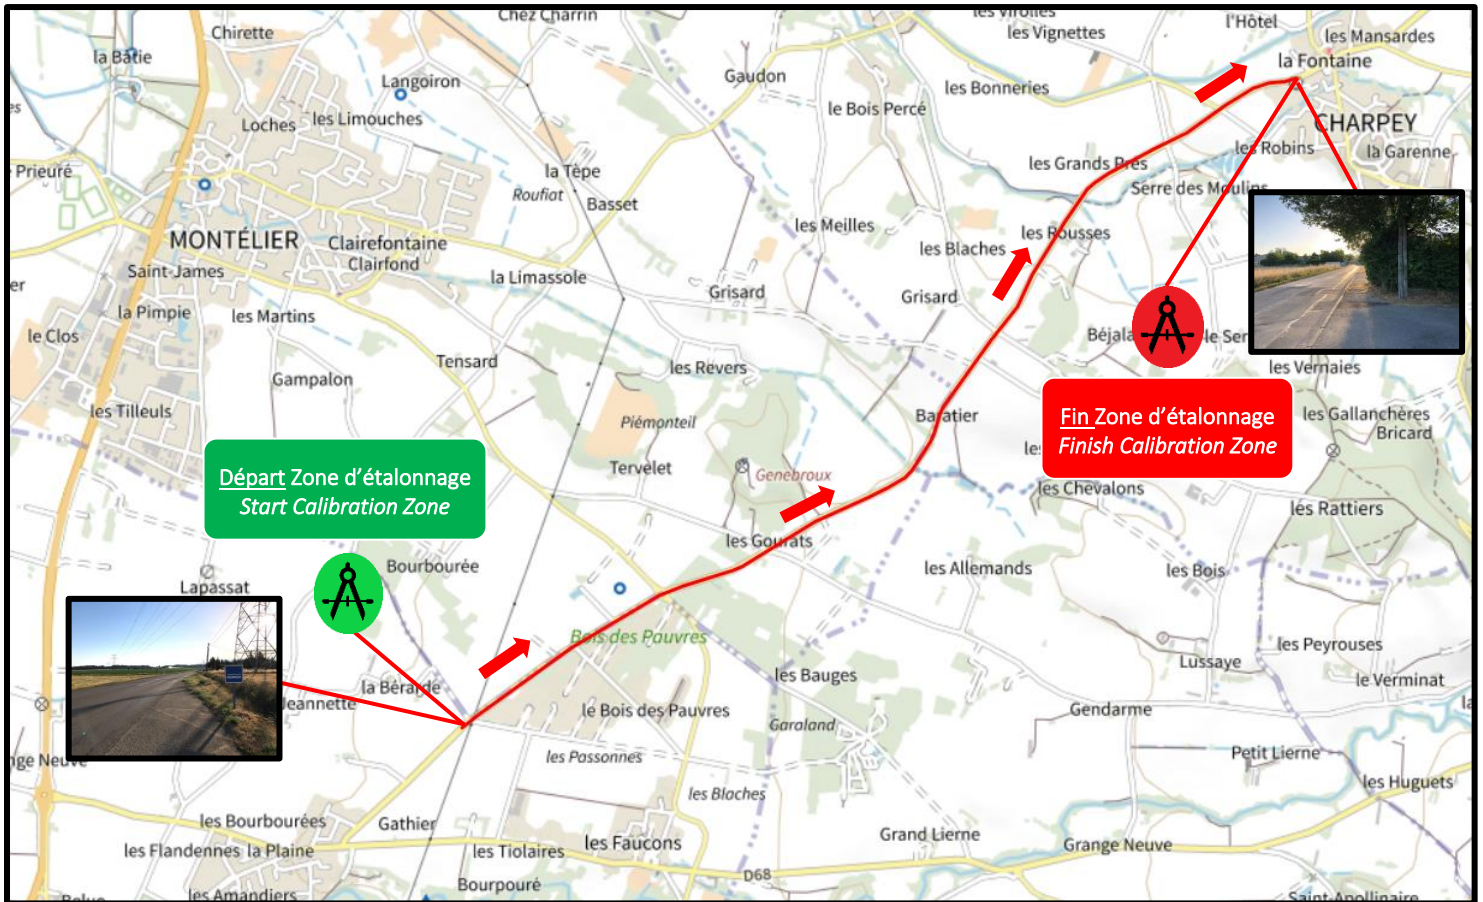 Chez Charrin
les Virolles
l'Hôtel
Chirette
les Vignettes
les Mansardes
la Bâtie
la Fontaine
Langoiron
Gaudon
les Bonneries
le Bois Percé
Loches
les Limouches
CHARPEY
les Robins
la Garenne
les Grands Prés
Prieuré
la Tèpe
Serre des Moulins
Roufiat
Basset
les Meilles
les Rousses
MONTÉLIER
Clairefontaine
Clairfond
les Blaches
Saint-James
la Limassole
Grisard
Grisard
la Pimpie
les Martins
le Clos
Béjala
le Ser
Tensard
les Revers
les Vernaies
Gampalon
les Tilleuls
Piémonteil
Baratier
Fin Zone d'étalonnage
Finish Calibration Zone
les Gallanchères
Bricard
Départ Zone d'étalonnage
Start Calibration Zone
Tervelet
Genebroux
les Chevalons
les Rattiers
les Gourats
Bourbourée
les Allemands
les Bois
Lapassat
Bois des Pauvres
les Peyrouses
Lussaye
les Bauges
le Verminat
la Béralde
Jeannette
le Bois des Pauvres
Gendarme
Garaland
les Passonnes
Petit Lierne
nge Neuve
les Huguets
les Blaches
les Bourbourées
Gathier
Grand Lierne
les Flandennes
la Plaine
les Tiolaires
les Faucons
Grange Neuve
D68
Bourpouré
les Amandiers
Saint-Apollinaire